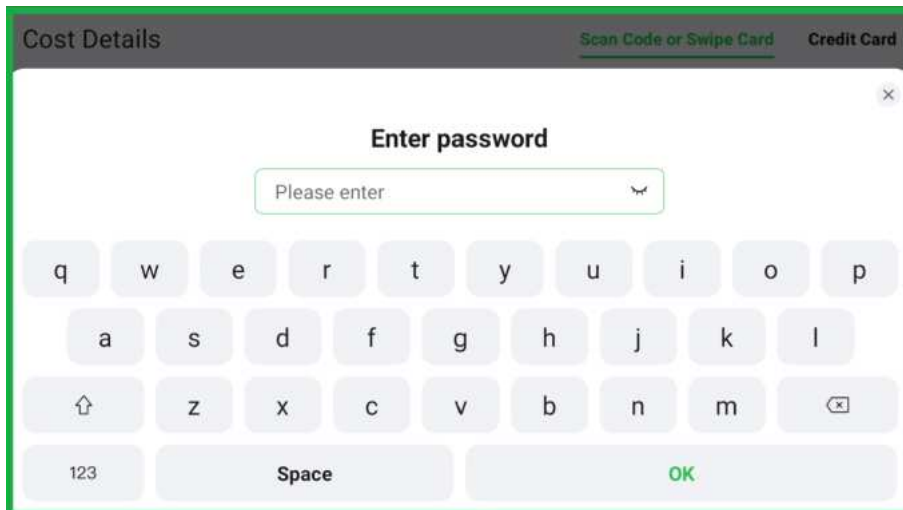 Cost Details Scan Code or Swipe Card Credit Card
Enter password
Please enter
q w e r t y u i o p
a s d f g h j k l
z x c v b n m
123 Space OK